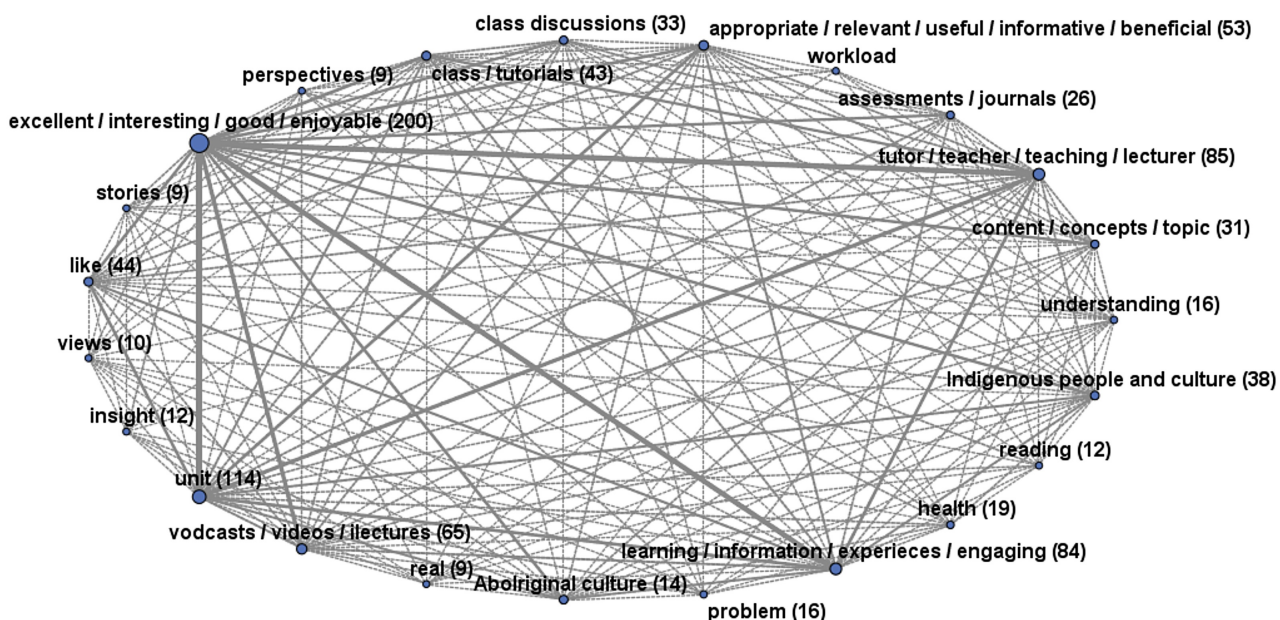 class discussions (33)
appropriate / relevant / useful / informative / beneficial (53)
workload
class / tutorials (43)
perspectives (9)
assessments / journals (26)
excellent / interesting / good / enjoyable (200)
tutor / teacher / teaching / lecturer (85)
stories (9)
content / concepts / topic (31)
like (44)
understanding (16)
views (10)
Indigenous people and culture (38)
insight (12)
reading (12)
unit (114)
health (19)
vodcasts / videos / ilectures (65)
learning / information / experieces / engaging (84)
real (9)
Abolriginal culture (14)
problem (16)